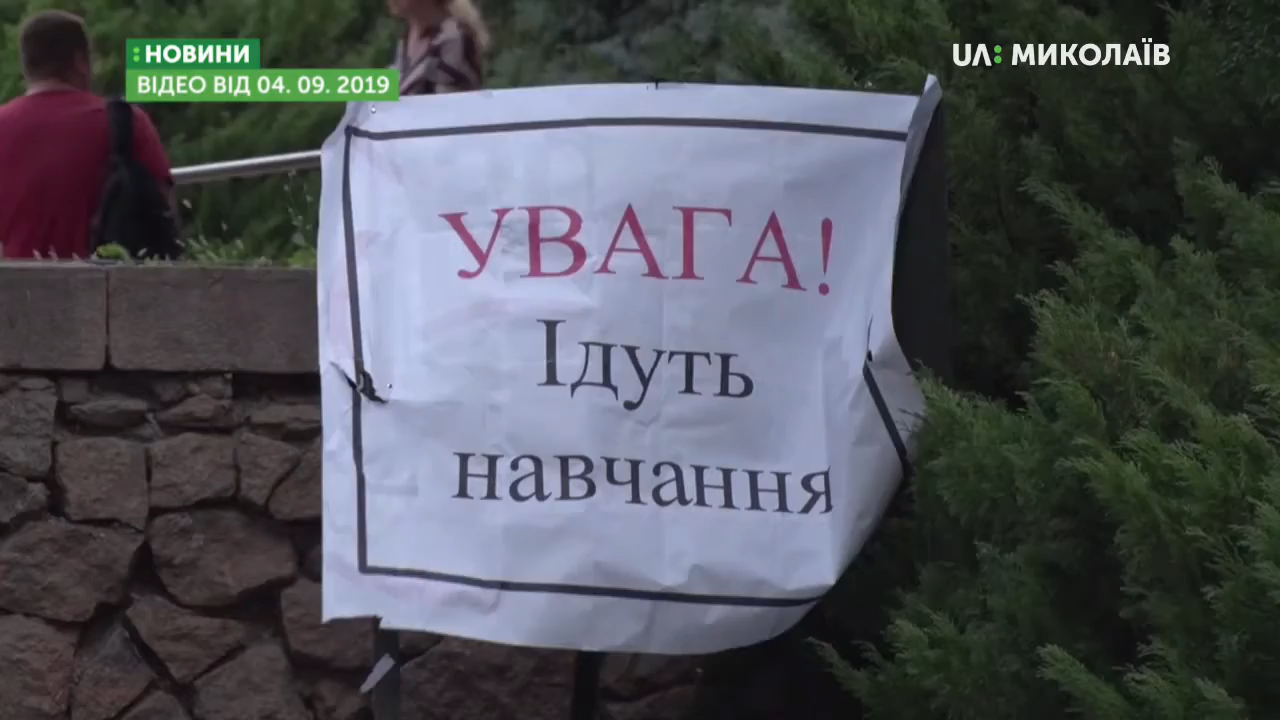 :НОВИНИ
ВІДЕО ВІД 04. 09. 2019
UA: МИКОЛАЇВ
УВАГА!
Ідуть
навчання